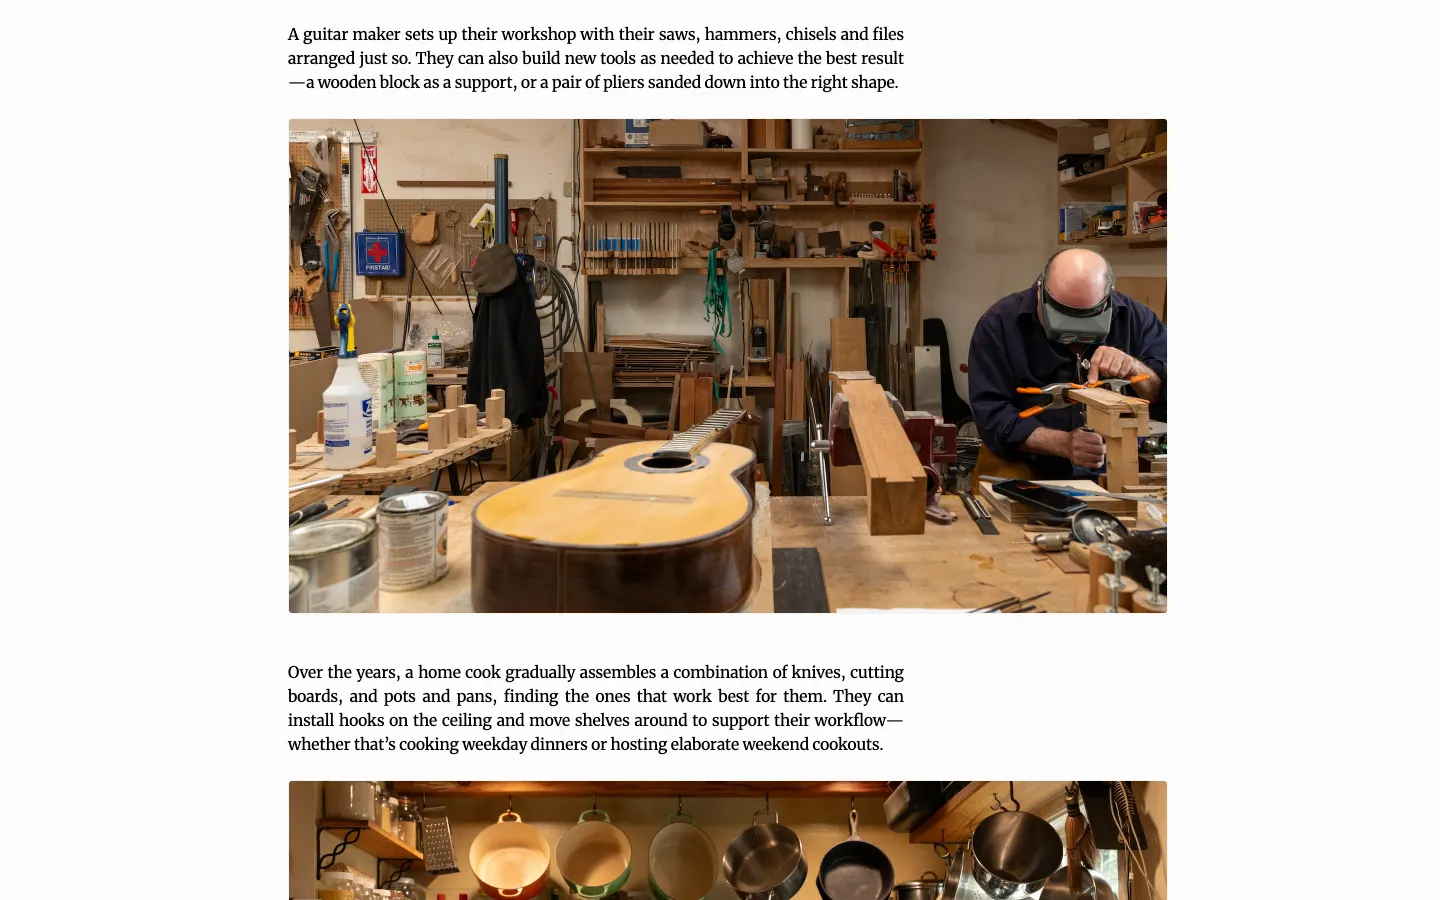 A guitar maker sets up their workshop with their saws, hammers, chisels and files
arranged just so. They can also build new tools as needed to achieve the best result
—a wooden block as a support, or a pair of pliers sanded down into the right shape.
FIRE
FIRST AID
Over the years, a home cook gradually assembles a combination of knives, cutting
boards, and pots and pans, finding the ones that work best for them. They can
install hooks on the ceiling and move shelves around to support their workflow—
whether that’s cooking weekday dinners or hosting elaborate weekend cookouts.